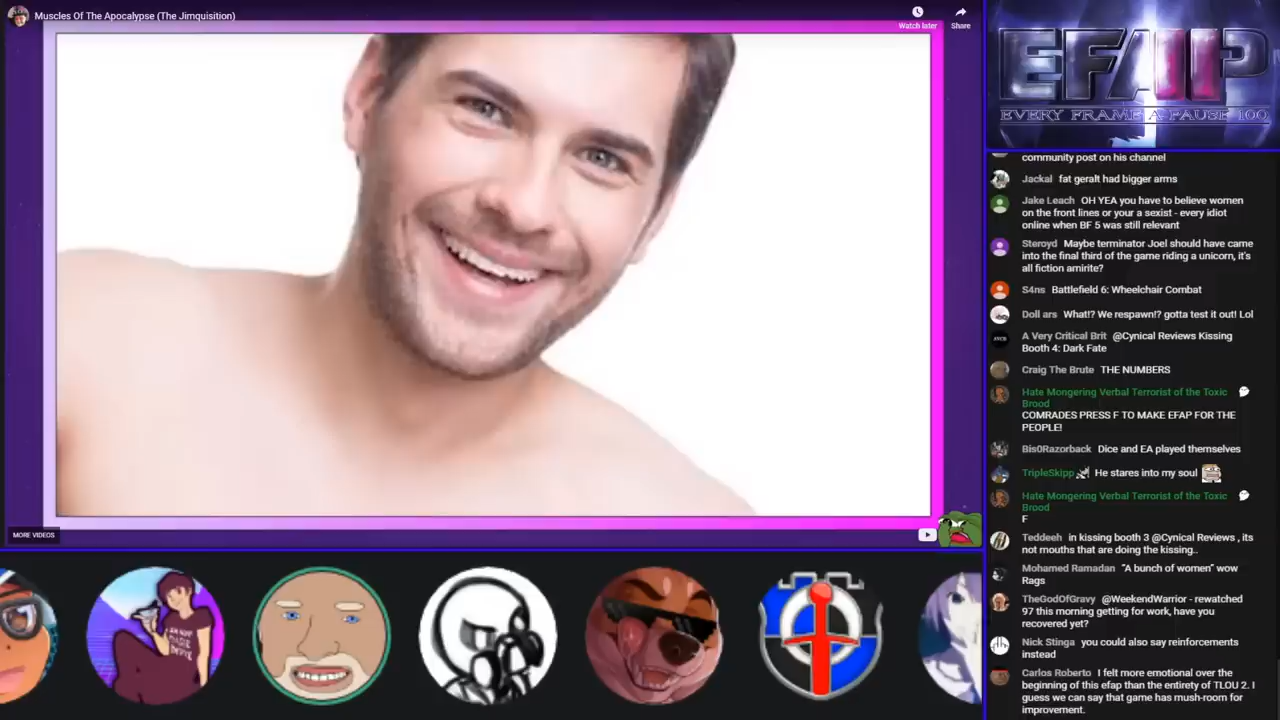 Muscles Of The Apocalypse (The Jimquisition)
Watch later
Share
MORE VIDEOS
EFAP
EVERY FRAME A PAUSE 100
community post on his channel
Jackal fat geralt had bigger arms
Jake Leach OH YEA you have to believe women
on the front lines or your a sexist - every idiot
online when BF 5 was still relevant
Steroyd Maybe terminator Joel should have came
into the final third of the game riding a unicorn, it's
all fiction amirite?
S4ns Battlefield 6: Wheelchair Combat
Doll ars What!? We respawn!? gotta test it out! Lol
A Very Critical Brit @Cynical Reviews Kissing
Booth 4: Dark Fate
Craig The Brute THE NUMBERS
Hate Mongering Verbal Terrorist of the Toxic
Brood
COMRADES PRESS F TO MAKE EFAP FOR THE
PEOPLE!
Bis0Razorback Dice and EA played themselves
TripleSkipp He stares into my soul
Hate Mongering Verbal Terrorist of the Toxic
Brood
F
Teddeeh in kissing booth 3 @Cynical Reviews , its
not mouths that are doing the kissing..
Mohamed Ramadan "A bunch of women" wow
Rags
TheGodOfGravy @WeekendWarrior - rewatched
97 this morning getting for work, have you
recovered yet?
Nick Stinga you could also say reinforcements
instead
Carlos Roberto I felt more emotional over the
beginning of this efap than the entirety of TLOU 2. I
guess we can say that game has mush-room for
improvement.